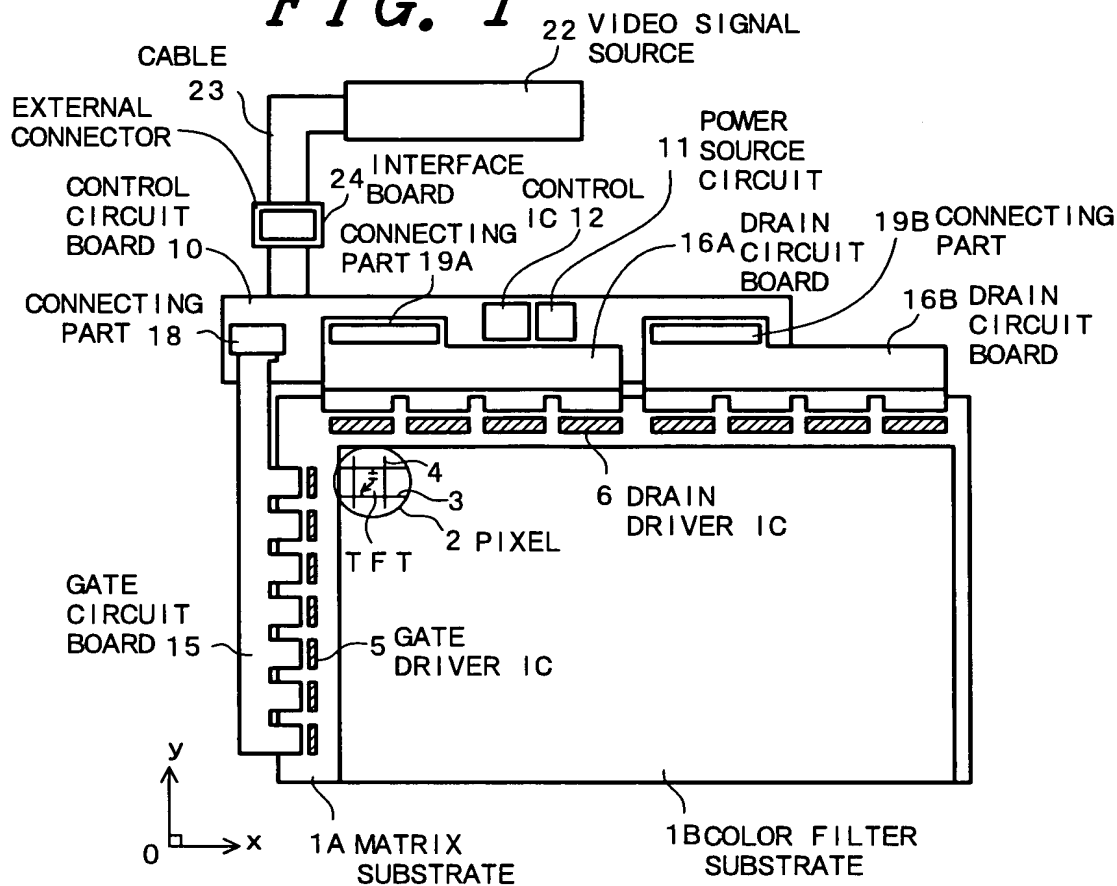 FIG. 1
22 VIDEO SIGNAL
SOURCE
CABLE
23
EXTERNAL
CONNECTOR
24 INTERFACE
BOARD
11 POWER
SOURCE
CIRCUIT
CONTROL
IC 12
CONTROL
CIRCUIT
BOARD
10
CONNECTING
PART 19A
16A DRAIN
CIRCUIT
BOARD
19B CONNECTING
PART
CONNECTING
PART 18
16B DRAIN
CIRCUIT
BOARD
4
3
2 PIXEL
TFT
6 DRAIN
DRIVER IC
GATE
CIRCUIT
BOARD 15
5 GATE
DRIVER IC
y
0
x
1A MATRIX
SUBSTRATE
1B COLOR FILTER
SUBSTRATE